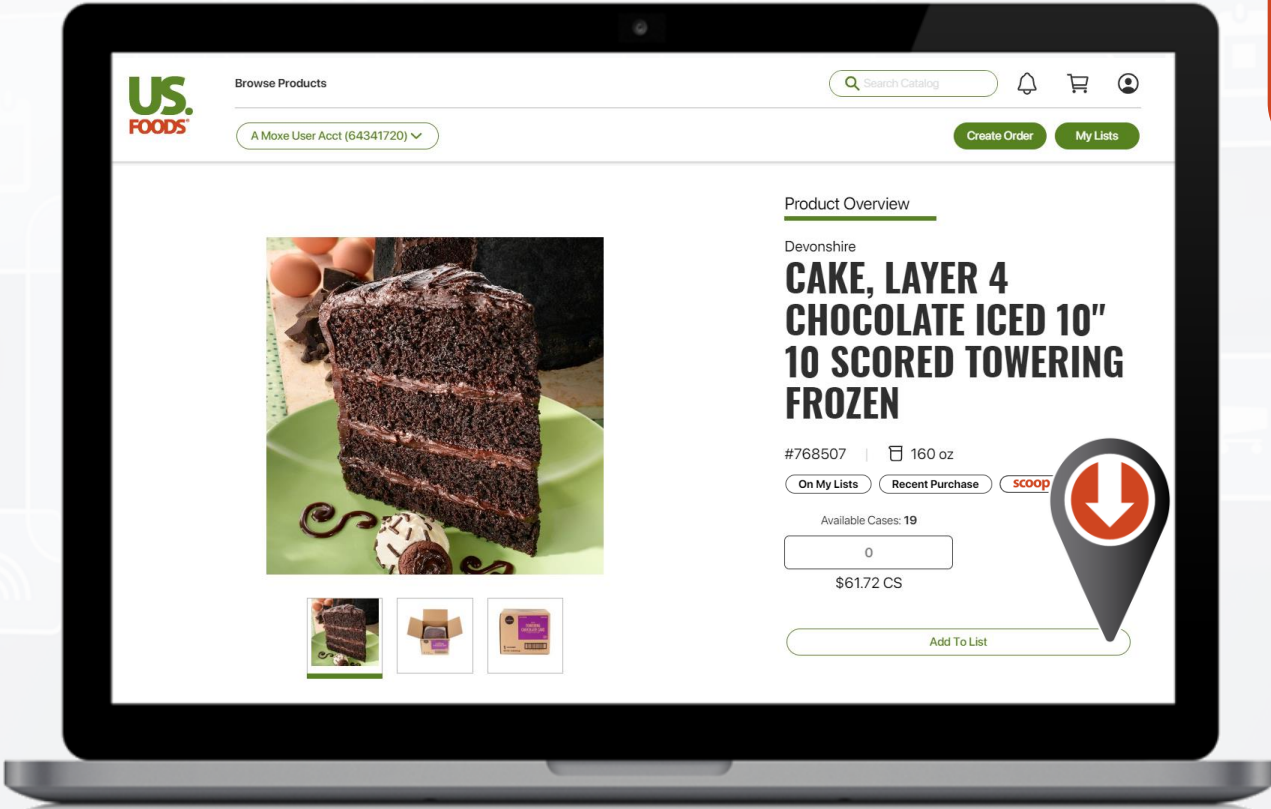 US.
FOODS®
Browse Products
Search Catalog
A Moxe User Acct (64341720)
Create Order
My Lists
Product Overview
Devonshire
CAKE, LAYER 4
CHOCOLATE ICED 10"
10 SCORED TOWERING
FROZEN
#768507 | 160 oz
On My Lists
Recent Purchase
scoop
Available Cases: 19
0
$61.72 CS
Add To List